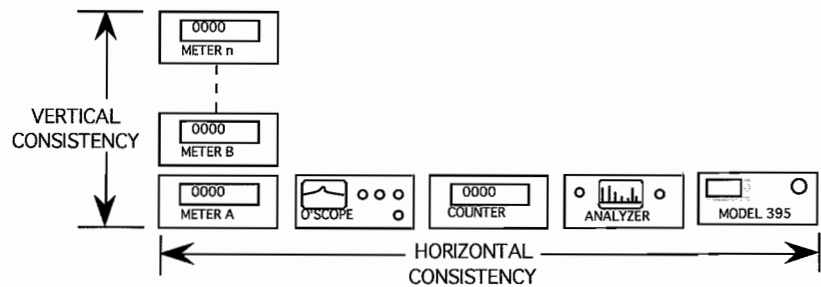 0000
METER n
VERTICAL
CONSISTENCY
0000
METER B
0000
METER A
O'SCOPE
0000
COUNTER
ANALYZER
MODEL 395
HORIZONTAL
CONSISTENCY